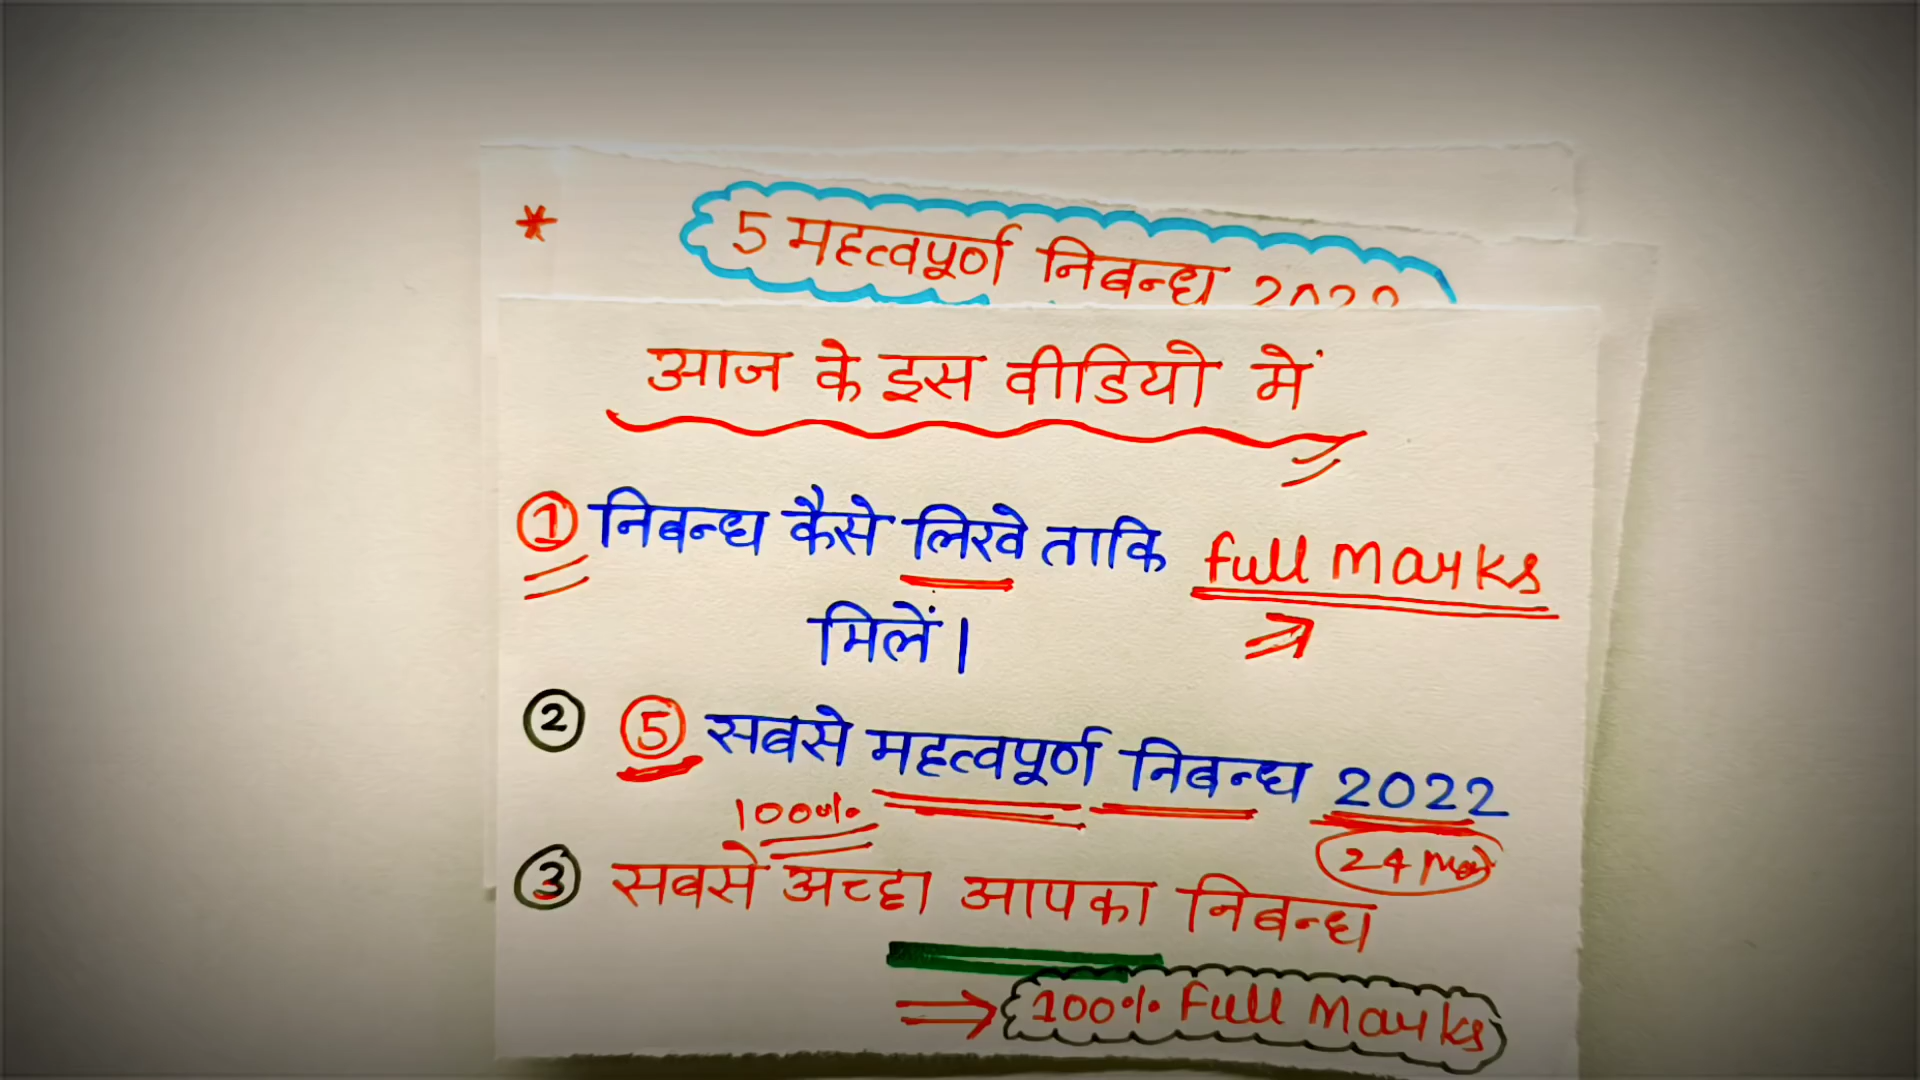 * 5 महत्वपूर्ण निबन्ध 2022
आज के इस वीडियो में
① निबन्ध कैसे लिखे ताकि full Marks
मिलें।
② ⑤ सबसे महत्वपूर्ण निबन्ध 2022
100%
24 Mar
③ सबसे अच्छा आपका निबन्ध
⇒ 100% Full Marks